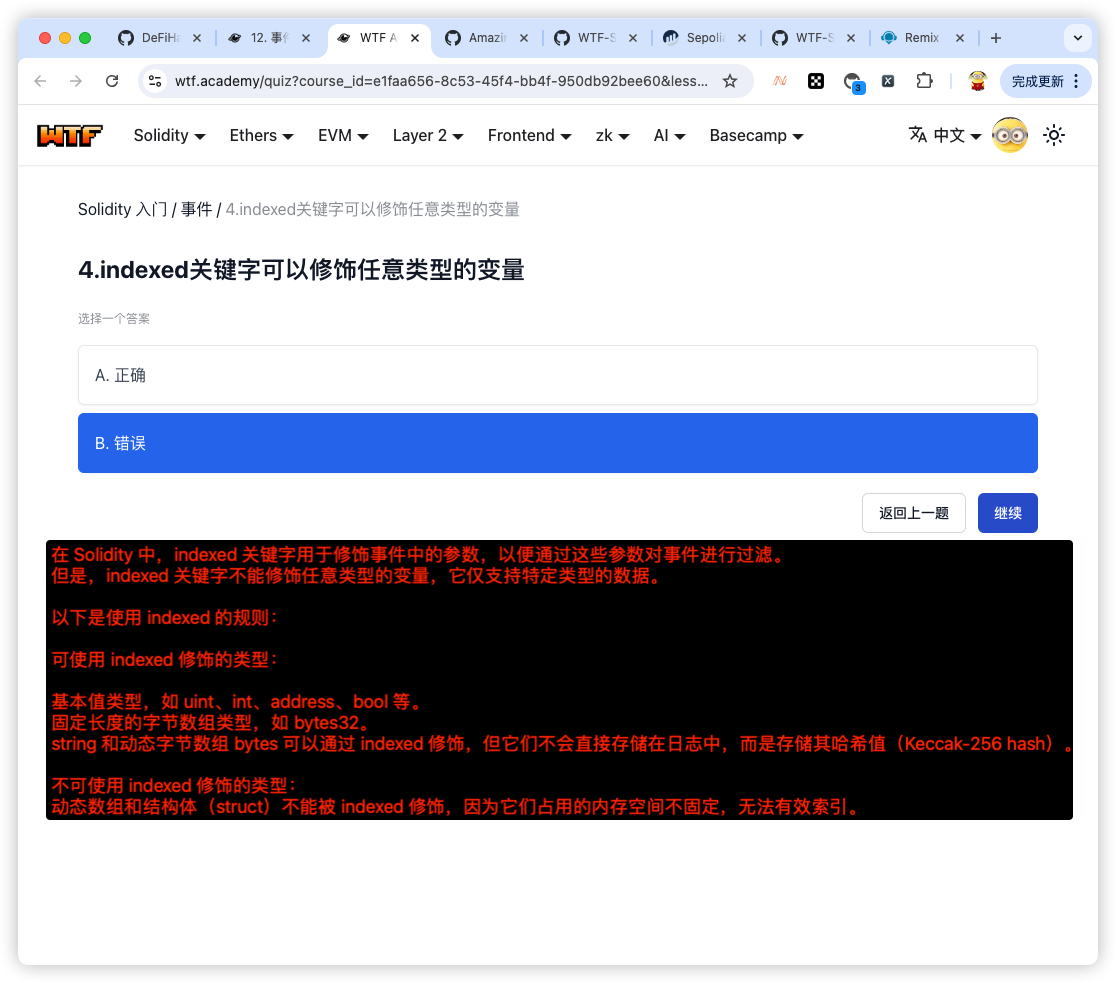 DeFiHa
12. 事件
WTF A
Amazin
WTF-S
Sepolia
WTF-S
Remix
wtf.academy/quiz?course_id=e1faa656-8c53-45f4-bb4f-950db92bee60&less...
3
完成更新
WTF
Solidity
Ethers
EVM
Layer 2
Frontend
zk
AI
Basecamp
中文
Solidity 入门 / 事件 / 4.indexed关键字可以修饰任意类型的变量
4.indexed关键字可以修饰任意类型的变量
选择一个答案
A. 正确
B. 错误
返回上一题
继续
在 Solidity 中，indexed 关键字用于修饰事件中的参数，以便通过这些参数对事件进行过滤。
但是，indexed 关键字不能修饰任意类型的变量，它仅支持特定类型的数据。
以下是使用 indexed 的规则：
可使用 indexed 修饰的类型：
基本值类型，如 uint、int、address、bool 等。
固定长度的字节数组类型，如 bytes32。
string 和动态字节数组 bytes 可以通过 indexed 修饰，但它们不会直接存储在日志中，而是存储其哈希值（Keccak-256 hash）。
不可使用 indexed 修饰的类型：
动态数组和结构体（struct）不能被 indexed 修饰，因为它们占用的内存空间不固定，无法有效索引。